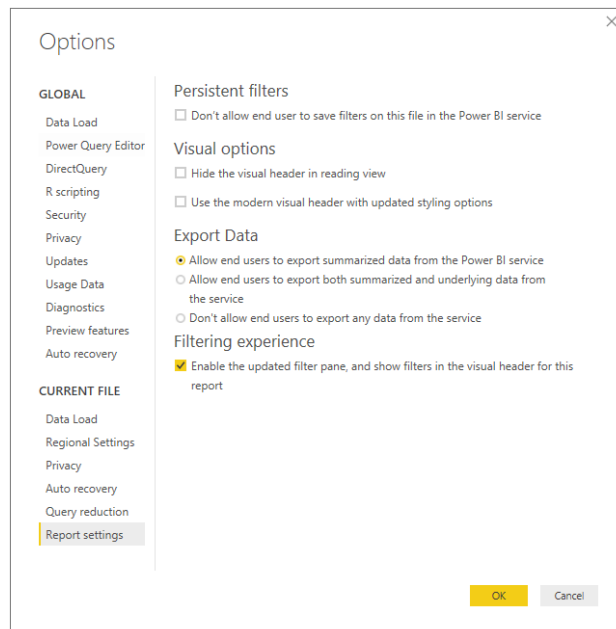 Options
GLOBAL
Data Load
Power Query Editor
DirectQuery
R scripting
Security
Privacy
Updates
Usage Data
Diagnostics
Preview features
Auto recovery
CURRENT FILE
Data Load
Regional Settings
Privacy
Auto recovery
Query reduction
Report settings
Persistent filters
Don't allow end user to save filters on this file in the Power BI service
Visual options
Hide the visual header in reading view
Use the modern visual header with updated styling options
Export Data
Allow end users to export summarized data from the Power BI service
Allow end users to export both summarized and underlying data from
the service
Don't allow end users to export any data from the service
Filtering experience
Enable the updated filter pane, and show filters in the visual header for this
report
OK
Cancel